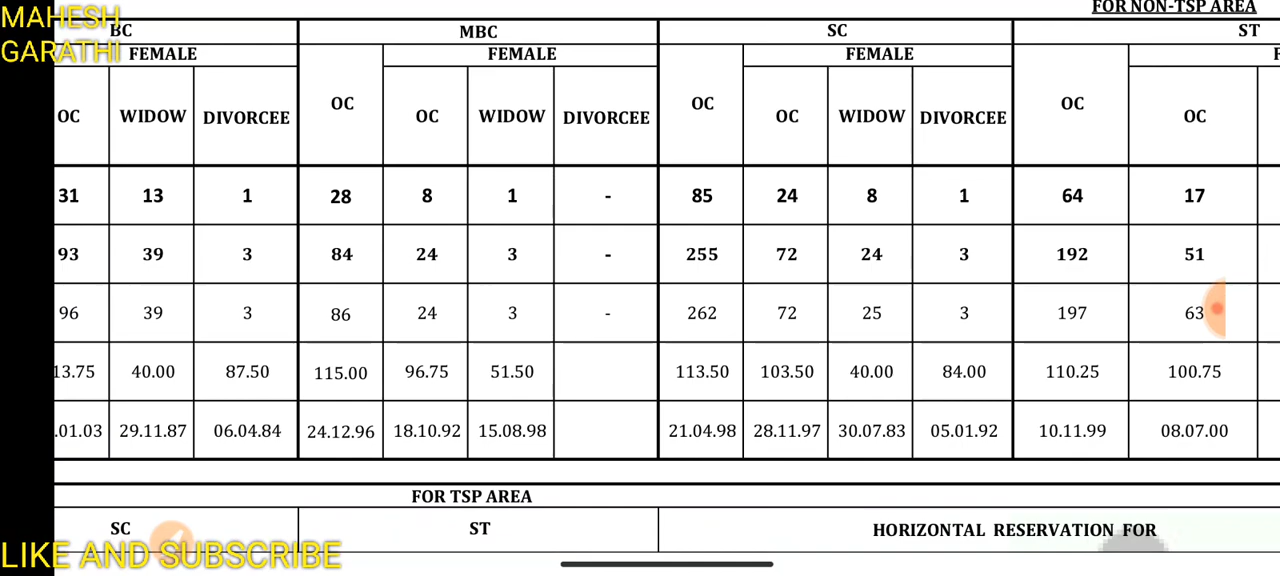 MAHESH
GARATHI
FOR NON-TSP AREA
BC MBC SC ST
FEMALE FEMALE FEMALE
OC WIDOW DIVORCEE OC OC WIDOW DIVORCEE OC OC WIDOW DIVORCEE OC OC
31 13 1 28 8 1 - 85 24 8 1 64 17
93 39 3 84 24 3 - 255 72 24 3 192 51
96 39 3 86 24 3 - 262 72 25 3 197 63
13.75 40.00 87.50 115.00 96.75 51.50 113.50 103.50 40.00 84.00 110.25 100.75
.01.03 29.11.87 06.04.84 24.12.96 18.10.92 15.08.98 21.04.98 28.11.97 30.07.83 05.01.92 10.11.99 08.07.00
FOR TSP AREA
SC ST HORIZONTAL RESERVATION FOR
LIKE AND SUBSCRIBE